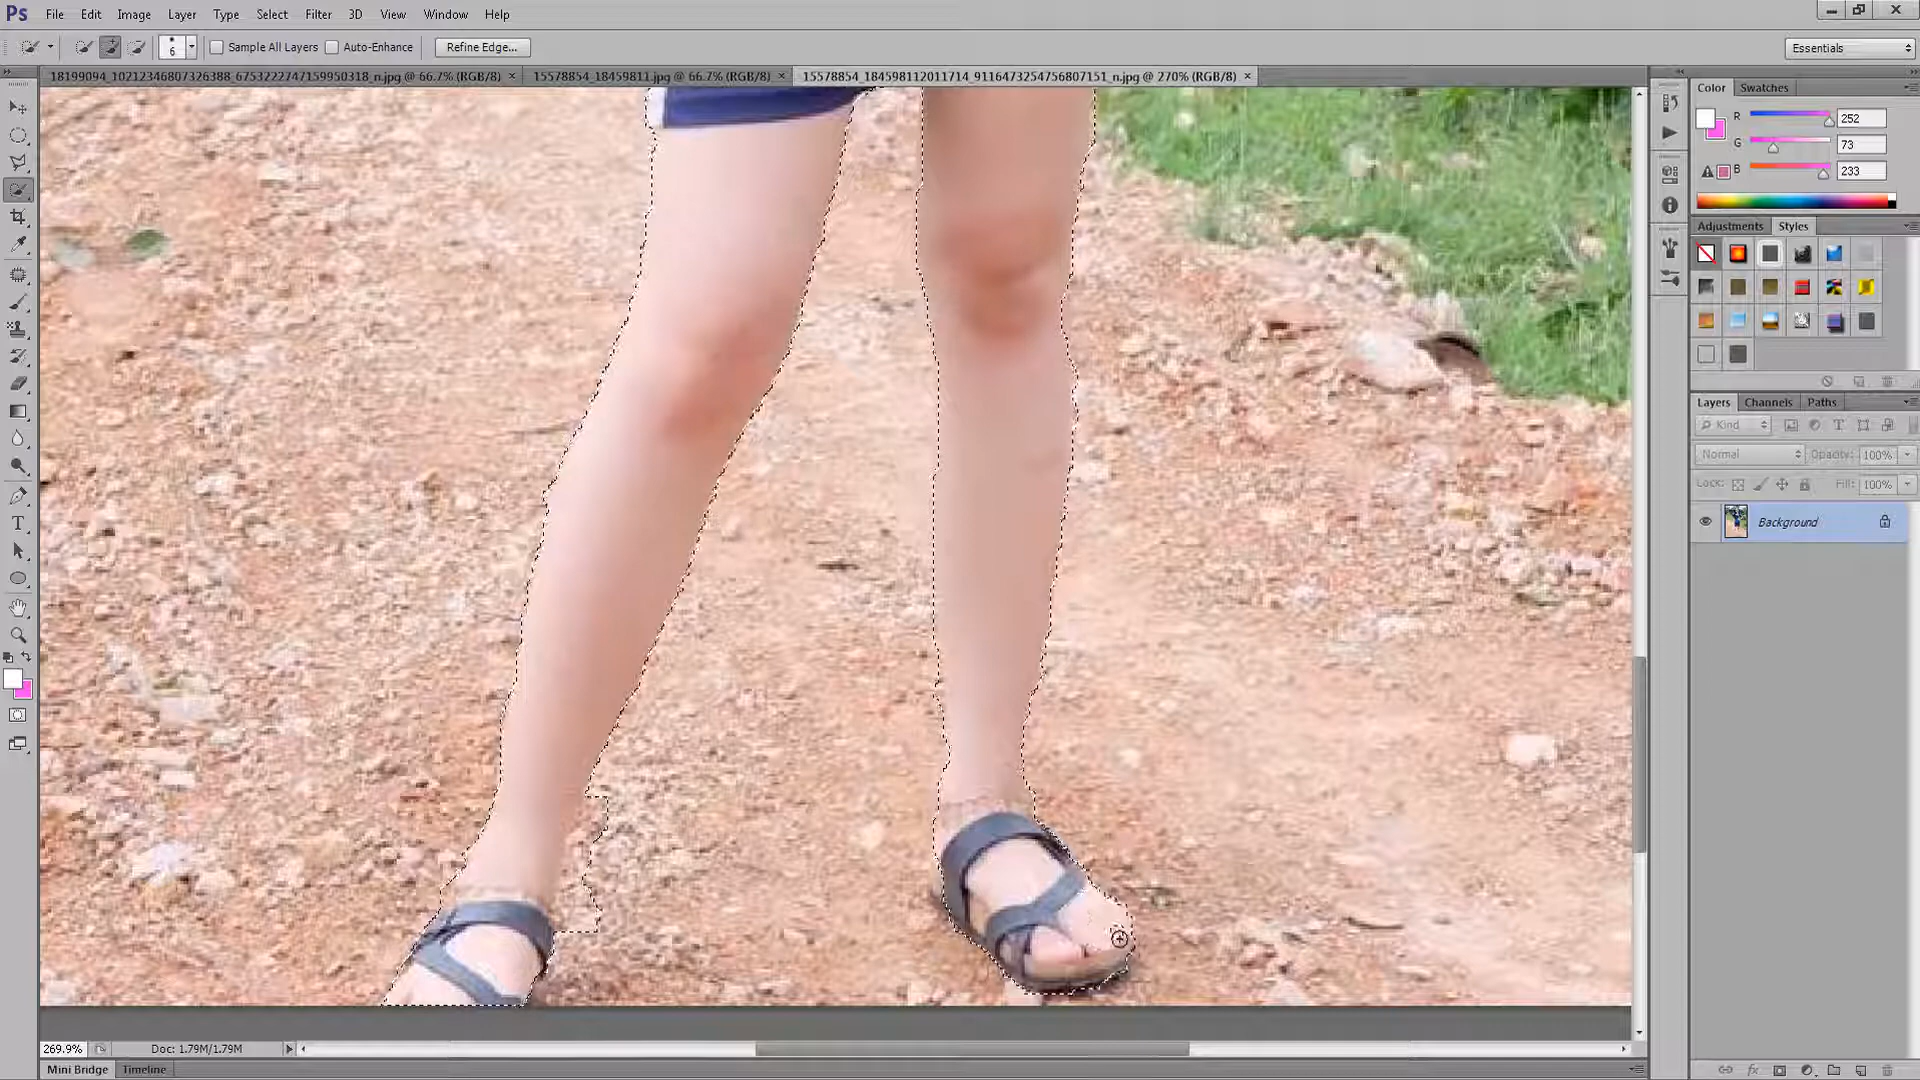 Ps File Edit Image Layer Type Select Filter 3D View Window Help
6 Sample All Layers Auto-Enhance Refine Edge... Essentials
18199094_10212346807326388_6753222747159950318_n.jpg @ 66.7% (RGB/8) × 15578854_18459811.jpg @ 66.7% (RGB/8) × 15578854_184598112011714_9116473254756807151_n.jpg @ 270% (RGB/8) ×
Color Swatches
R 252
G 73
B 233
Adjustments Styles
Layers Channels Paths
Kind
Normal Opacity: 100%
Lock: Fill: 100%
Background
269.9% Doc: 1.79M/1.79M
Mini Bridge Timeline